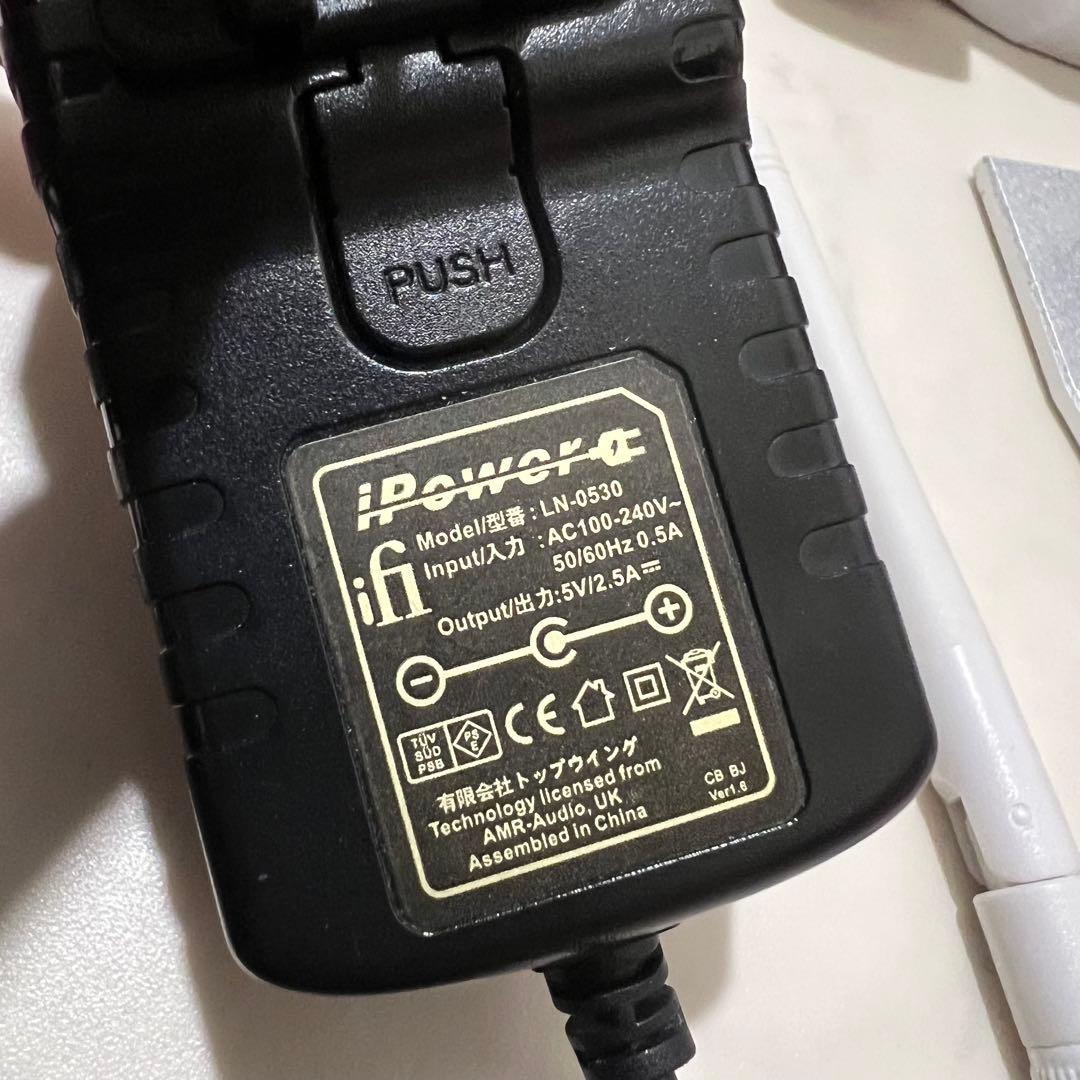 PUSH
iPower
iFi
Model/型番 : LN-0530
Input/入力 : AC100-240V~
50/60Hz 0.5A
Output/出力:5V/2.5A⎓
− +
TÜV
SÜD
PSB
PS
E
CE
有限会社トップウイング
Technology licensed from
AMR-Audio, UK
Assembled in China
CB BJ
Ver1.6